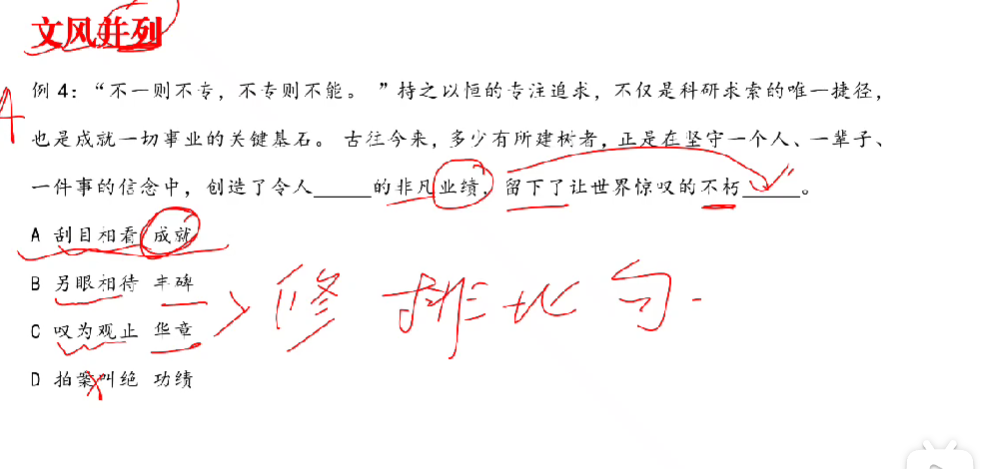 文风并列
例 4：“不一则不专，不专则不能。 ”持之以恒的专注追求，不仅是科研求索的唯一捷径，
也是成就一切事业的关键基石。 古往今来，多少有所建树者，正是在坚守一个人、一辈子、
一件事的信念中，创造了令人______的非凡业绩，留下了让世界惊叹的不朽______。
A 刮目相看 成就
B 另眼相待 丰碑
C 叹为观止 华章
D 拍案叫绝 功绩
修 排比句.